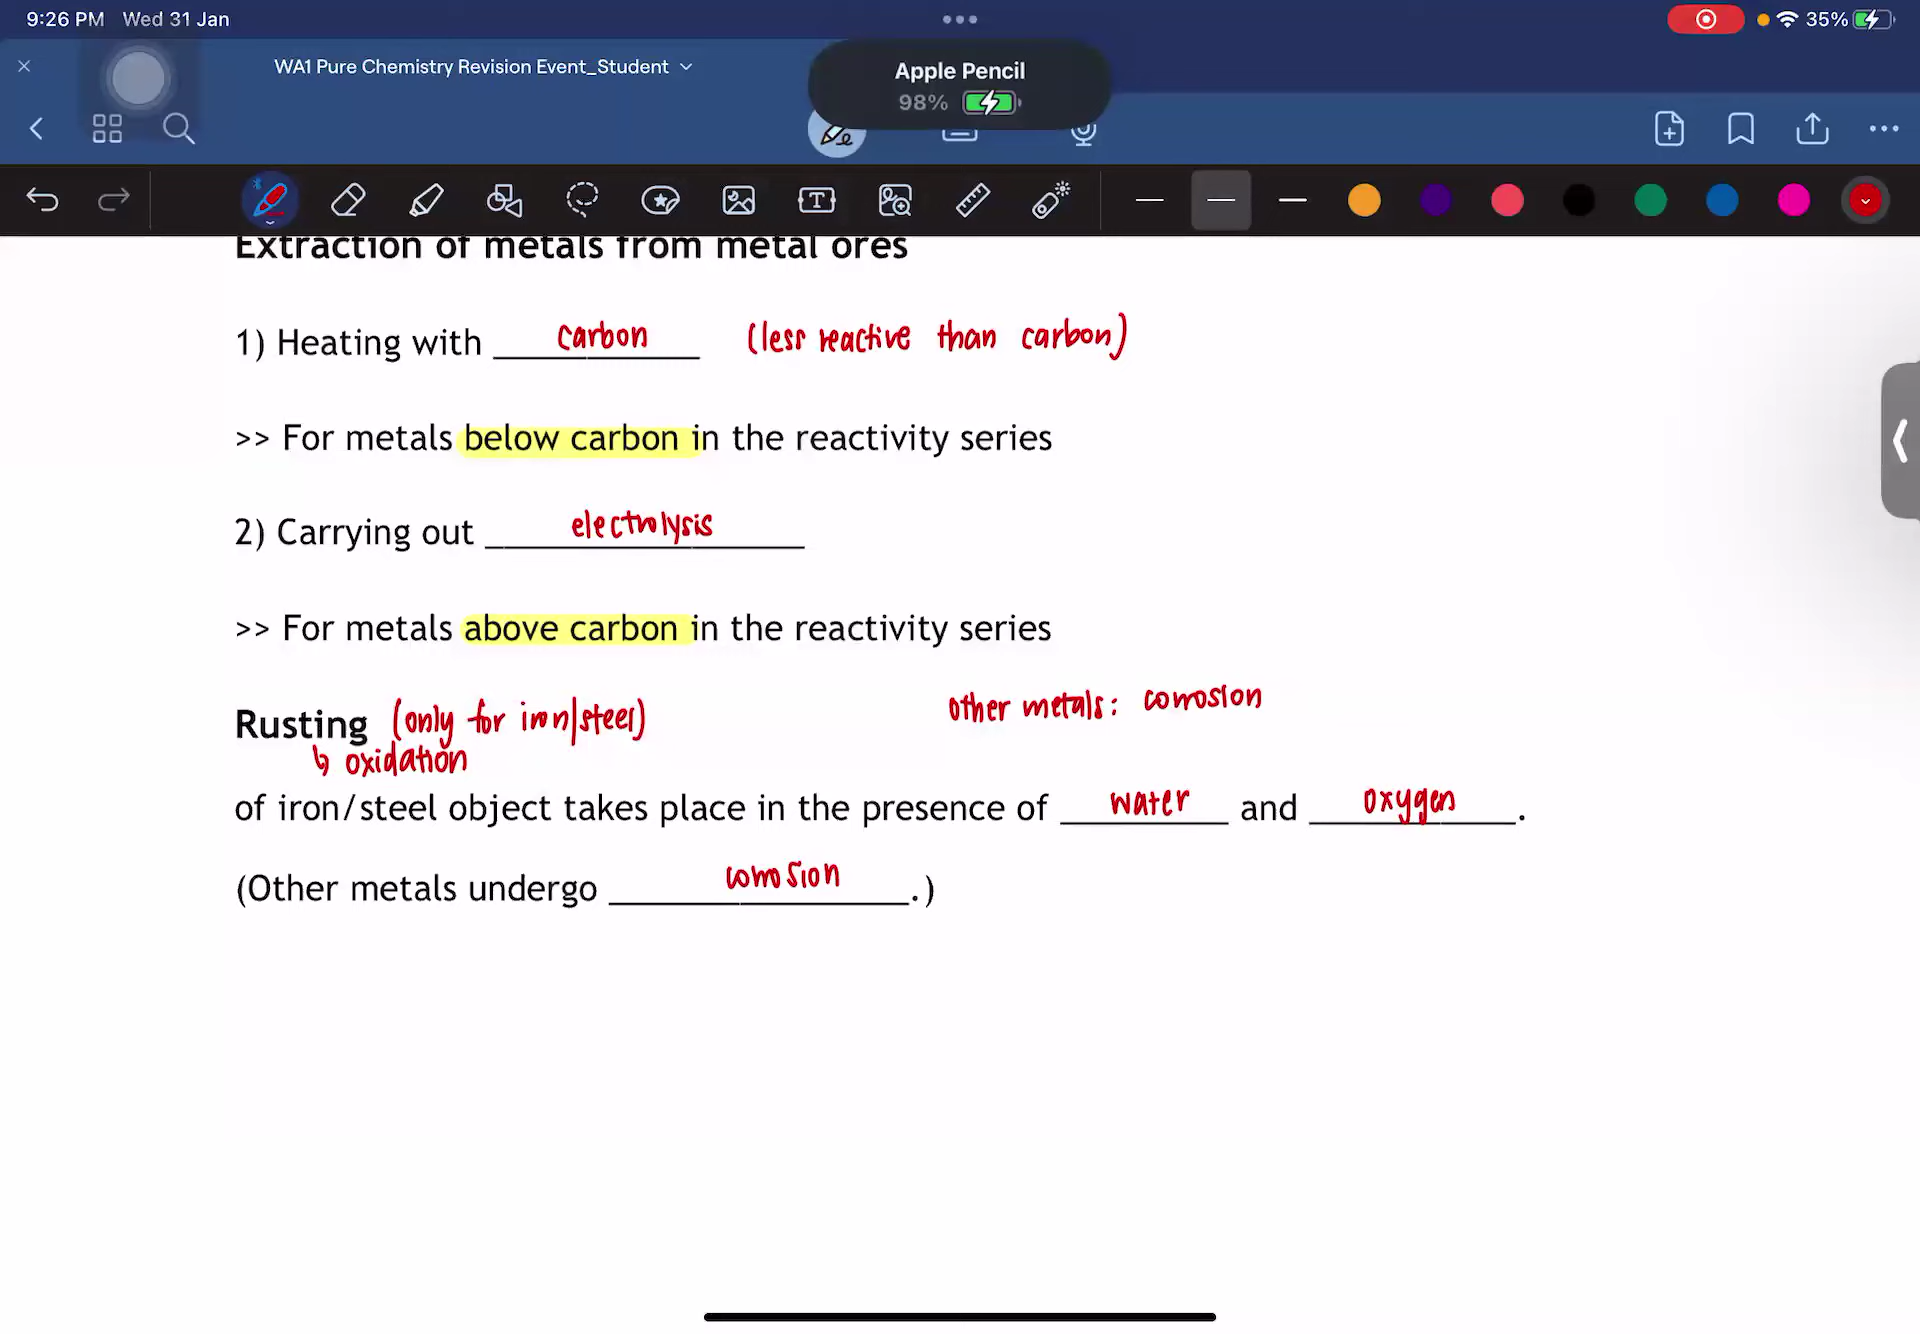 9:26 PM Wed 31 Jan
35%
WA1 Pure Chemistry Revision Event_Student
Apple Pencil
98%
Extraction of metals from metal ores
1) Heating with carbon (less reactive than carbon)
>> For metals below carbon in the reactivity series
2) Carrying out electrolysis
>> For metals above carbon in the reactivity series
Rusting (only for iron/steel) other metals: corrosion
↳ oxidation
of iron/steel object takes place in the presence of water and oxygen.
(Other metals undergo corrosion.)